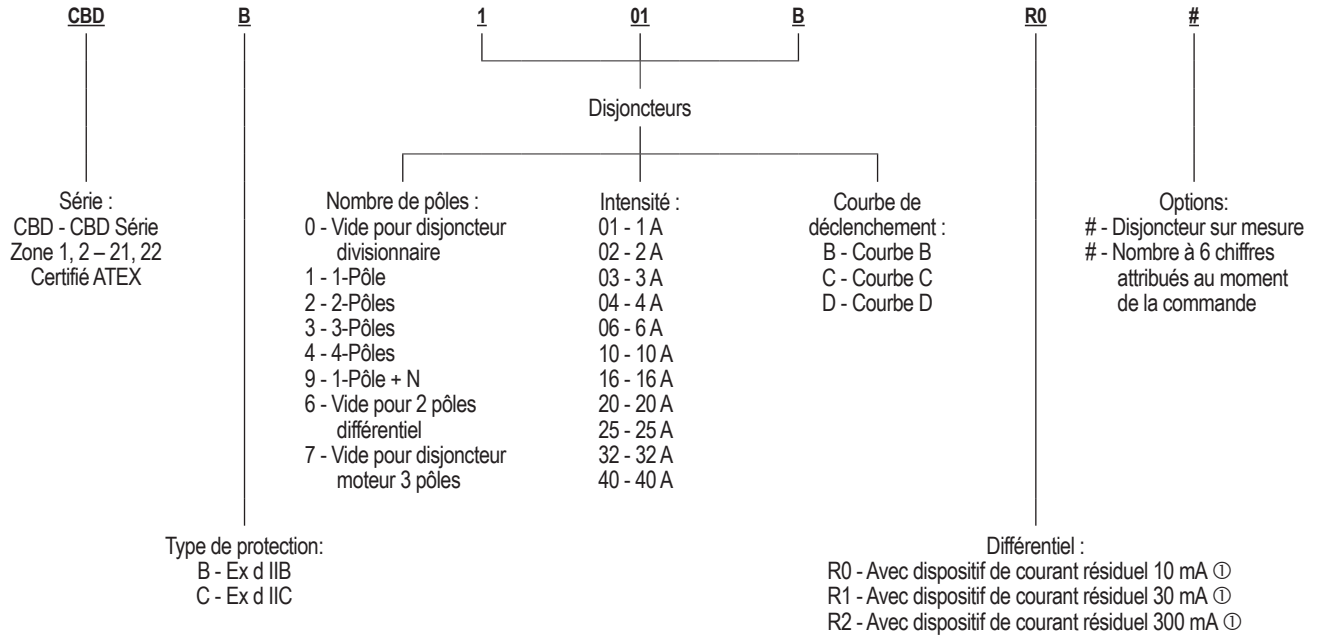 CBD B 1 01 B R0 #
Disjoncteurs
Série :
CBD - CBD Série
Zone 1, 2 – 21, 22
Certifié ATEX
Nombre de pôles :
0 - Vide pour disjoncteur
divisionnaire
1 - 1-Pôle
2 - 2-Pôles
3 - 3-Pôles
4 - 4-Pôles
9 - 1-Pôle + N
6 - Vide pour 2 pôles
différentiel
7 - Vide pour disjoncteur
moteur 3 pôles
Intensité :
01 - 1 A
02 - 2 A
03 - 3 A
04 - 4 A
06 - 6 A
10 - 10 A
16 - 16 A
20 - 20 A
25 - 25 A
32 - 32 A
40 - 40 A
Courbe de
déclenchement :
B - Courbe B
C - Courbe C
D - Courbe D
Options:
# - Disjoncteur sur mesure
# - Nombre à 6 chiffres
attribués au moment
de la commande
Type de protection:
B - Ex d IIB
C - Ex d IIC
Différentiel :
R0 - Avec dispositif de courant résiduel 10 mA ①
R1 - Avec dispositif de courant résiduel 30 mA ①
R2 - Avec dispositif de courant résiduel 300 mA ①